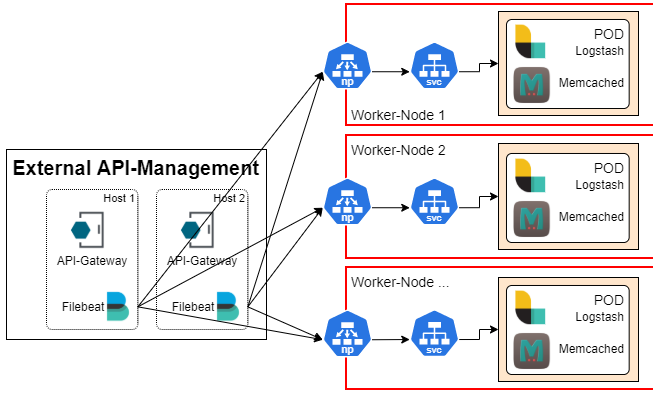 External API-Management
Host 1
API-Gateway
Filebeat
Host 2
API-Gateway
Filebeat
np
svc
POD
Logstash
Memcached
Worker-Node 1
Worker-Node 2
np
svc
POD
Logstash
Memcached
Worker-Node ...
np
svc
POD
Logstash
Memcached